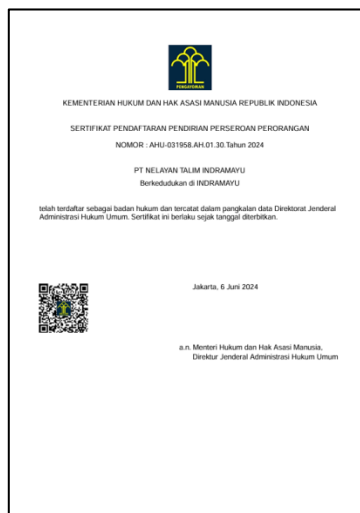 PENGAYOMAN
KEMENTERIAN HUKUM DAN HAK ASASI MANUSIA REPUBLIK INDONESIA
SERTIFIKAT PENDAFTARAN PENDIRIAN PERSEROAN PERORANGAN
NOMOR : AHU-031958.AH.01.30.Tahun 2024
PT NELAYAN TALIM INDRAMAYU
Berkedudukan di INDRAMAYU
telah terdaftar sebagai badan hukum dan tercatat dalam pangkalan data Direktorat Jenderal
Administrasi Hukum Umum. Sertifikat ini berlaku sejak tanggal diterbitkan.
Jakarta, 6 Juni 2024
a.n. Menteri Hukum dan Hak Asasi Manusia,
Direktur Jenderal Administrasi Hukum Umum